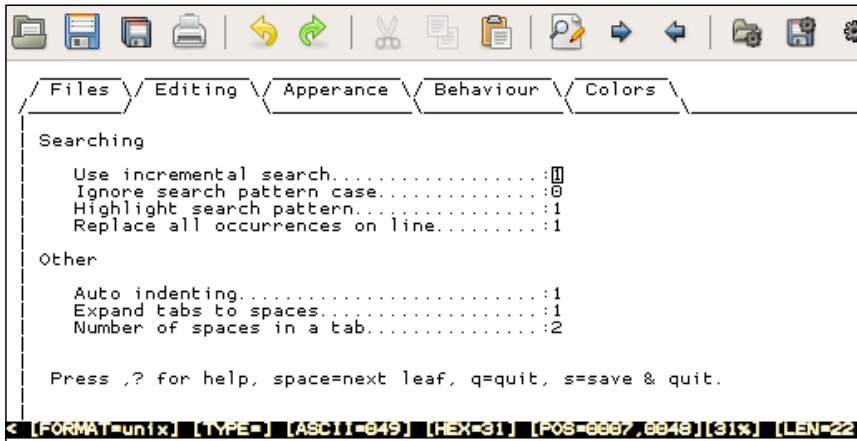 Files Editing Apperance Behaviour Colors
Searching
Use incremental search..................:1
Ignore search pattern case..............:0
Highlight search pattern................:1
Replace all occurrences on line.........:1
Other
Auto indenting..........................:1
Expand tabs to spaces...................:1
Number of spaces in a tab...............:2
Press ,? for help, space=next leaf, q=quit, s=save & quit.
< [FORMAT=unix] [TYPE=] [ASCII=049] [HEX=31] [POS=0007,0048][31%] [LEN=22